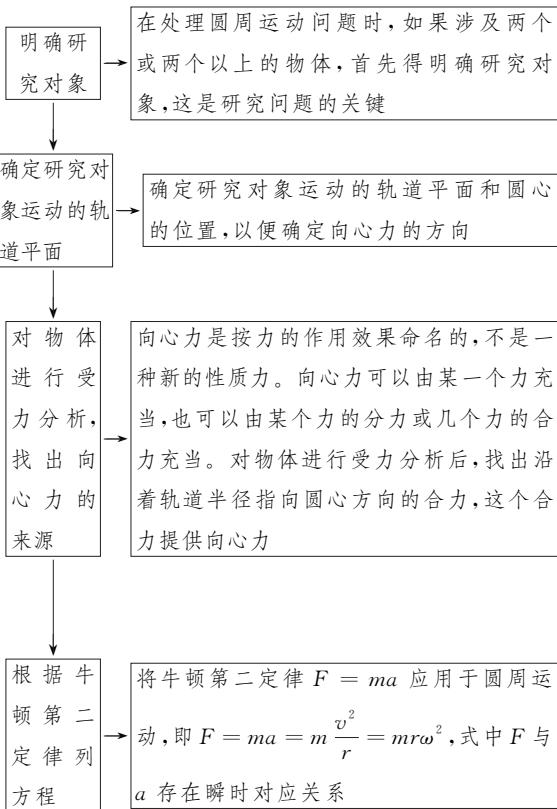 明确研
究对象
在处理圆周运动问题时,如果涉及两个
或两个以上的物体,首先得明确研究对
象,这是研究问题的关键
确定研究对
象运动的轨
道平面
确定研究对象运动的轨道平面和圆心
的位置,以便确定向心力的方向
对物体
进行受
力分析,
找出向
心力的
来源
向心力是按力的作用效果命名的,不是一
种新的性质力。向心力可以由某一个力充
当,也可以由某个力的分力或几个力的合
力充当。对物体进行受力分析后,找出沿
着轨道半径指向圆心方向的合力,这个合
力提供向心力
根据牛
顿第二
定律列
方程
将牛顿第二定律 F = ma 应用于圆周运
动,即 F = ma = m\frac{v^2}{r} = mrω²,式中 F 与
a 存在瞬时对应关系